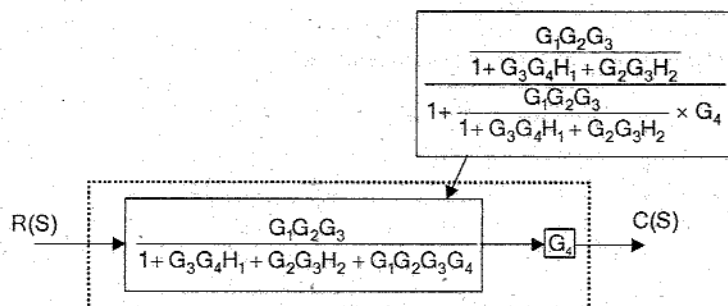 G₁G₂G₃
1 + G₃G₄H₁ + G₂G₃H₂
1 + G₁G₂G₃ / 1 + G₃G₄H₁ + G₂G₃H₂ × G₄
R(S)
G₁G₂G₃
1 + G₃G₄H₁ + G₂G₃H₂ + G₁G₂G₃G₄
G₄
C(S)